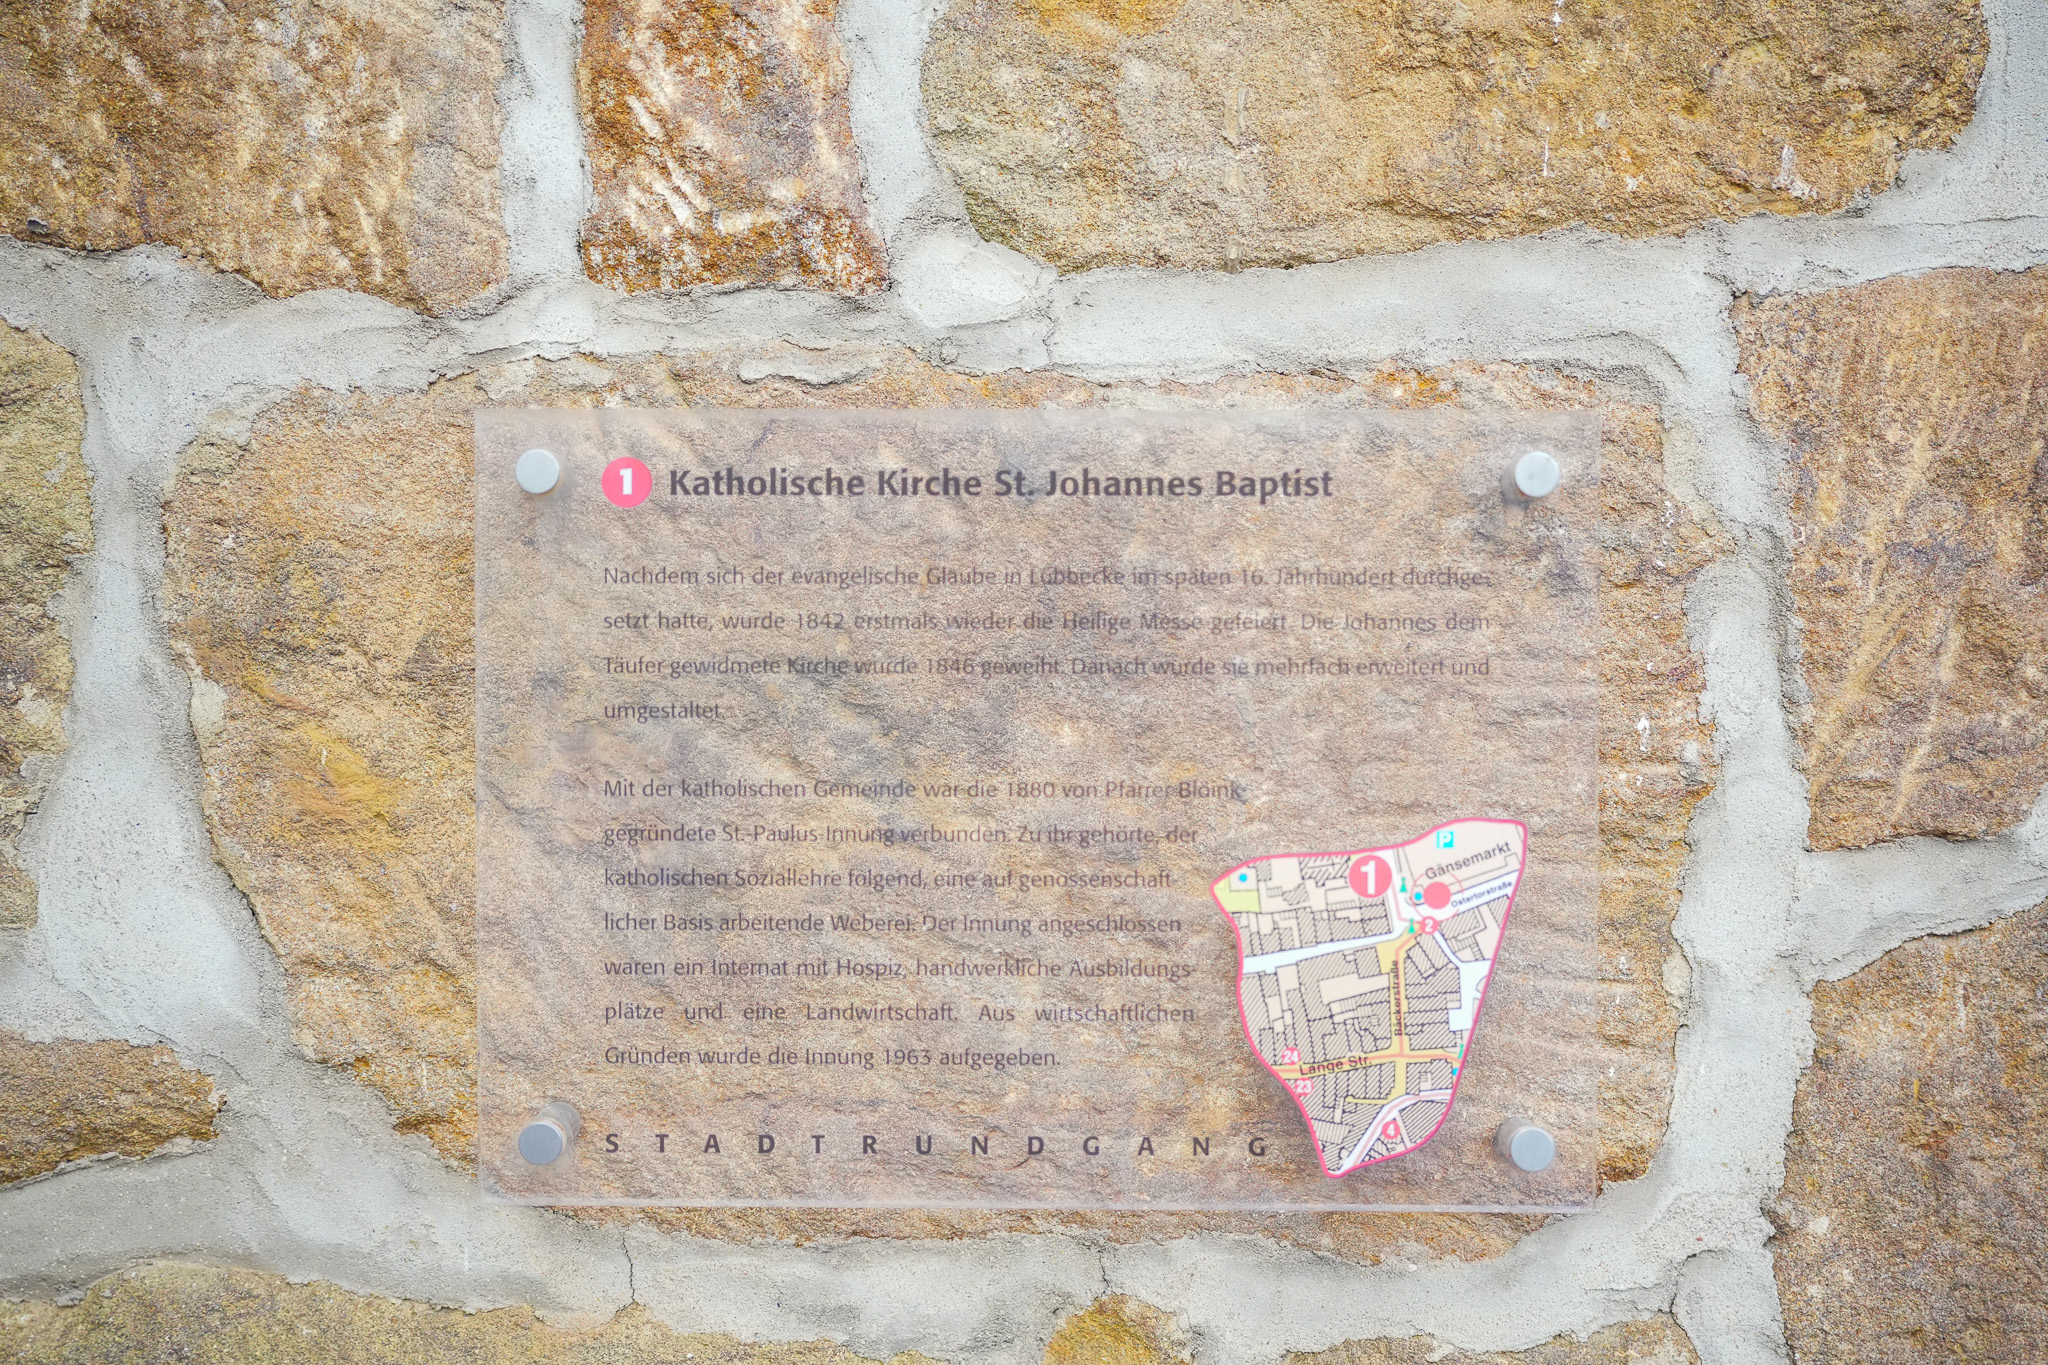 1 Katholische Kirche St. Johannes Baptist
Nachdem sich der evangelische Glaube in Lübbecke im späten 16. Jahrhundert durchge-
setzt hatte, wurde 1842 erstmals wieder die Heilige Messe gefeiert. Die Johannes dem
Täufer gewidmete Kirche wurde 1846 geweiht. Danach wurde sie mehrfach erweitert und
umgestaltet.
Mit der katholischen Gemeinde war die 1880 von Pfarrer Blöink
gegründete St.-Paulus-Innung verbunden. Zu ihr gehörte, der
katholischen Soziallehre folgend, eine auf genossenschaft-
licher Basis arbeitende Weberei. Der Innung angeschlossen
waren ein Internat mit Hospiz, handwerkliche Ausbildungs-
plätze und eine Landwirtschaft. Aus wirtschaftlichen
Gründen wurde die Innung 1963 aufgegeben.
P
Gänsemarkt
1
Ostertorstraße
2
Bäckerstraße
24
Lange Str.
23
4
STADTRUNDGANG